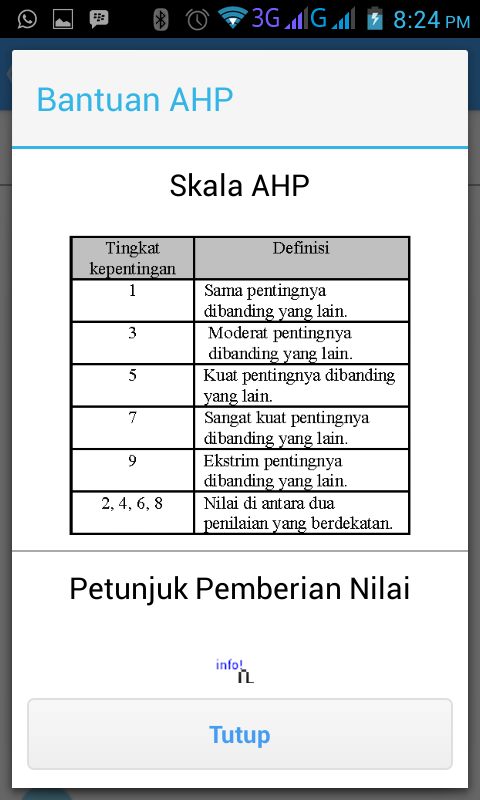 3G G 8:24 PM
Bantuan AHP
Skala AHP
Tingkat kepentingan Definisi
1 Sama pentingnya
dibanding yang lain.
3 Moderat pentingnya
dibanding yang lain.
5 Kuat pentingnya dibanding
yang lain.
7 Sangat kuat pentingnya
dibanding yang lain.
9 Ekstrim pentingnya
dibanding yang lain.
2, 4, 6, 8 Nilai di antara dua
penilaian yang berdekatan.
Petunjuk Pemberian Nilai
info!
Tutup